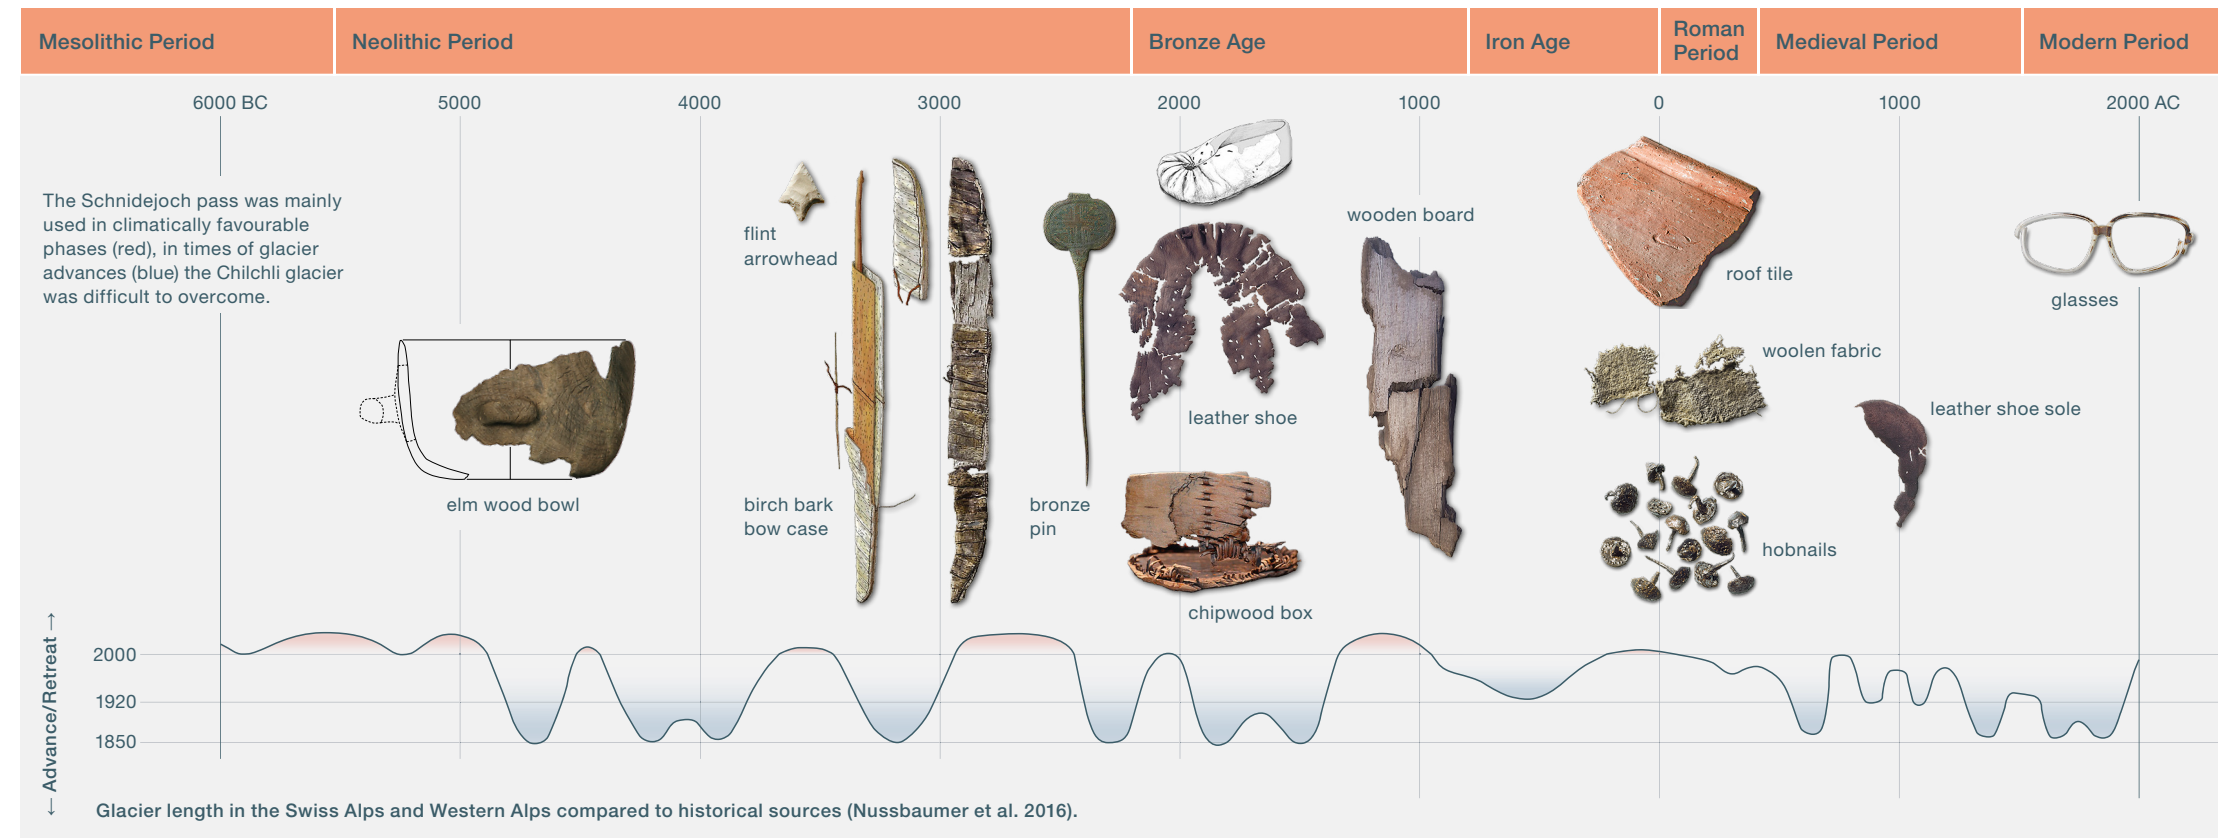 Mesolithic Period
Neolithic Period
Bronze Age
Iron Age
Roman
Period
Medieval Period
Modern Period
6000 BC
5000
4000
3000
2000
1000
0
1000
2000 AC
The Schnidejoch pass was mainly
used in climatically favourable
phases (red), in times of glacier
advances (blue) the Chilchli glacier
was difficult to overcome.
elm wood bowl
flint
arrowhead
birch bark
bow case
bronze
pin
leather shoe
chipwood box
wooden board
roof tile
woolen fabric
hobnails
leather shoe sole
glasses
← Advance/Retreat →
2000
1920
1850
Glacier length in the Swiss Alps and Western Alps compared to historical sources (Nussbaumer et al. 2016).